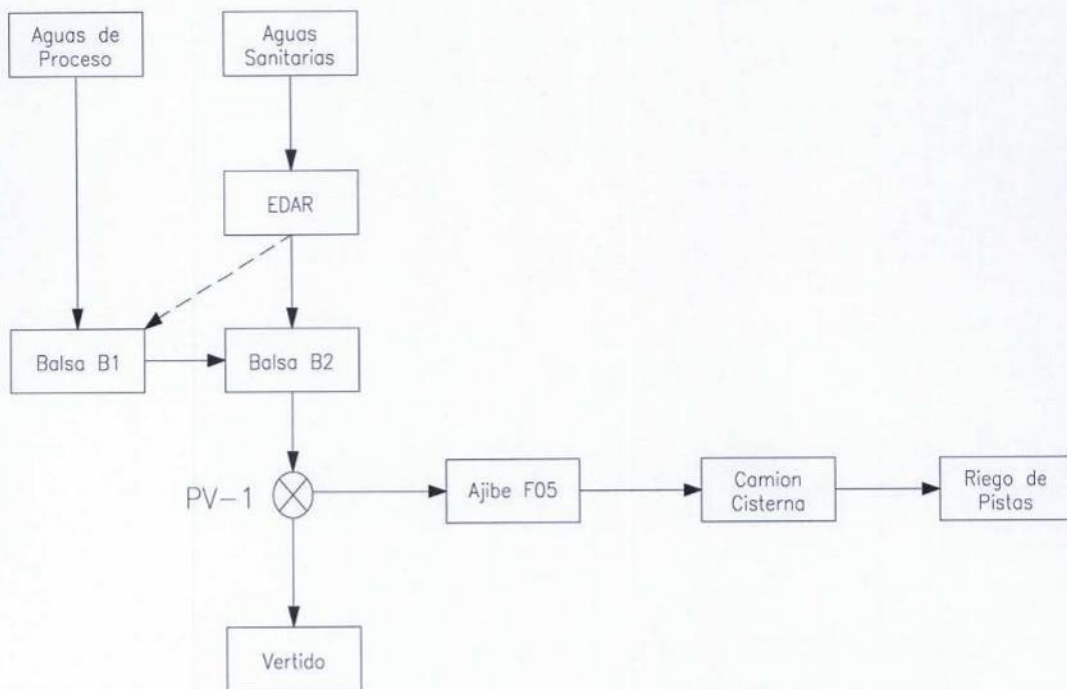 Aguas de
Proceso
Aguas
Sanitarias
EDAR
Balsa B1
Balsa B2
PV-1
Ajibe F05
Camion
Cisterna
Riego de
Pistas
Vertido